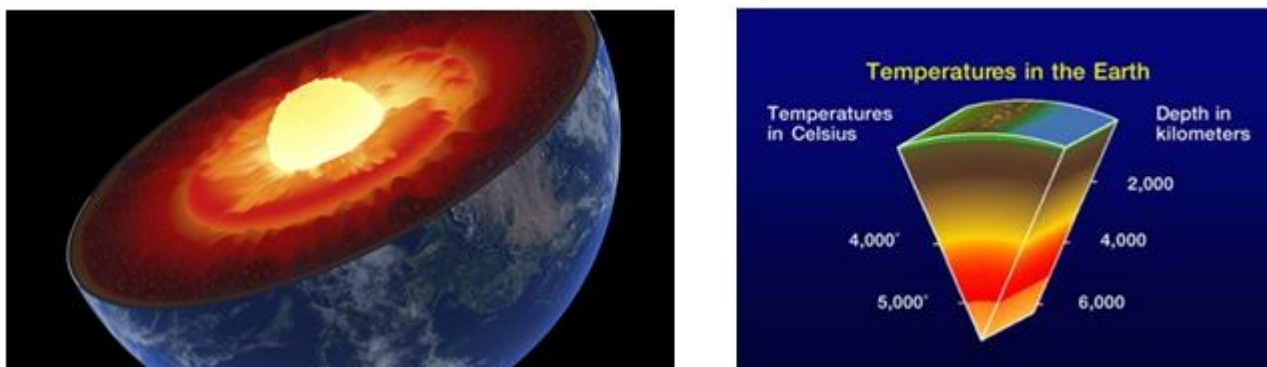 Temperatures in the Earth
Temperatures
in Celsius
Depth in
kilometers
2,000
4,000°
4,000
5,000°
6,000